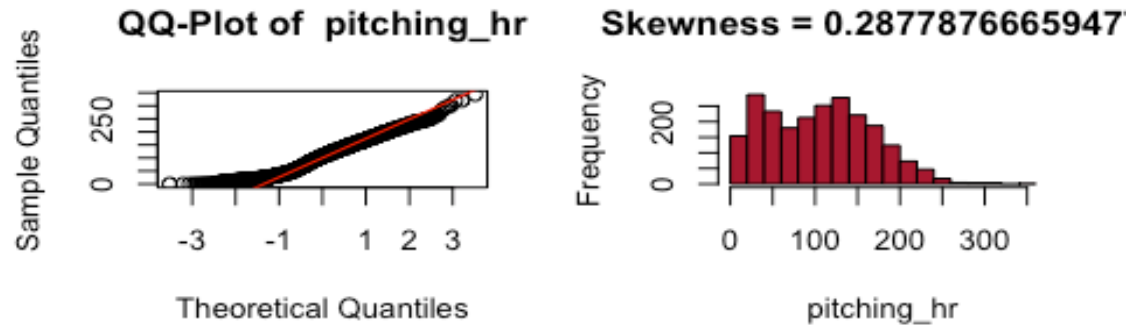 QQ-Plot of pitching_hr
Sample Quantiles
0 250
-3 -1 1 2 3
Theoretical Quantiles
Skewness = 0.2877876665947
Frequency
0 200
0 100 200 300
pitching_hr